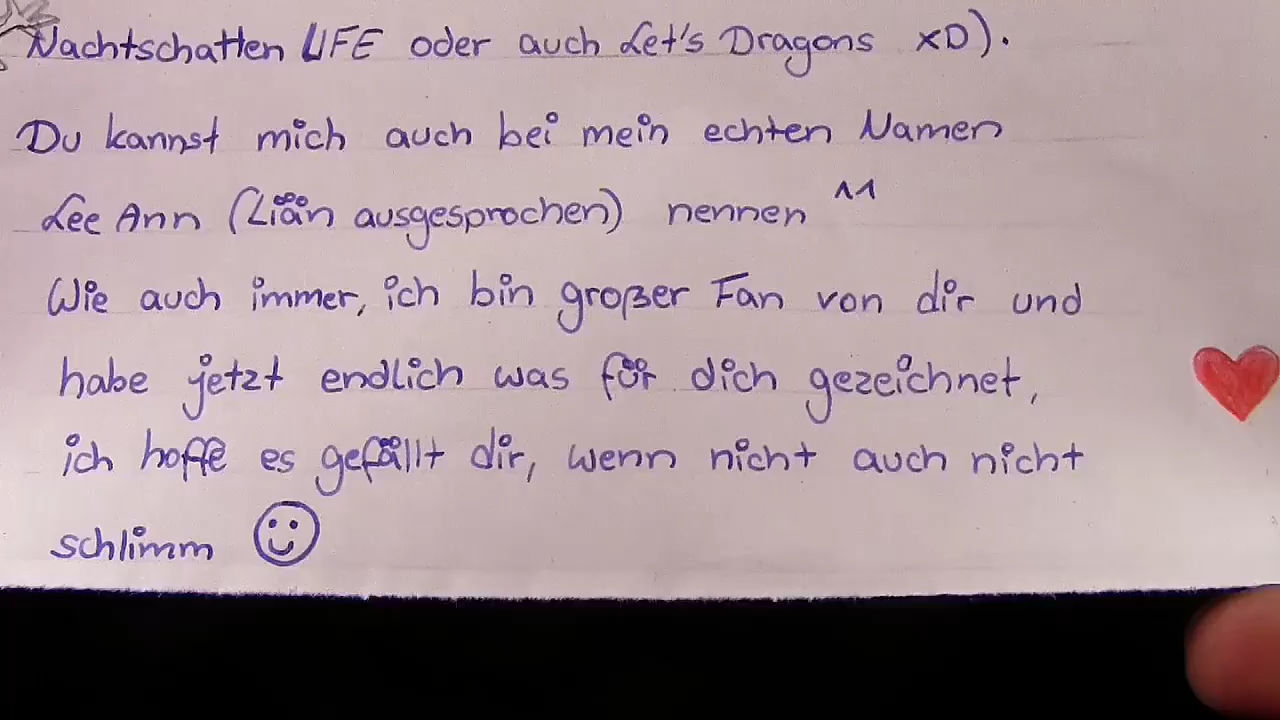 Nachtschatten LIFE oder auch Let's Dragons xD).
Du kannst mich auch bei mein echten Namen
Lee Ann (Liän ausgesprochen) nennen ^^
Wie auch immer, ich bin großer Fan von dir und
habe jetzt endlich was für dich gezeichnet,
ich hoffe es gefällt dir, wenn nicht auch nicht
schlimm